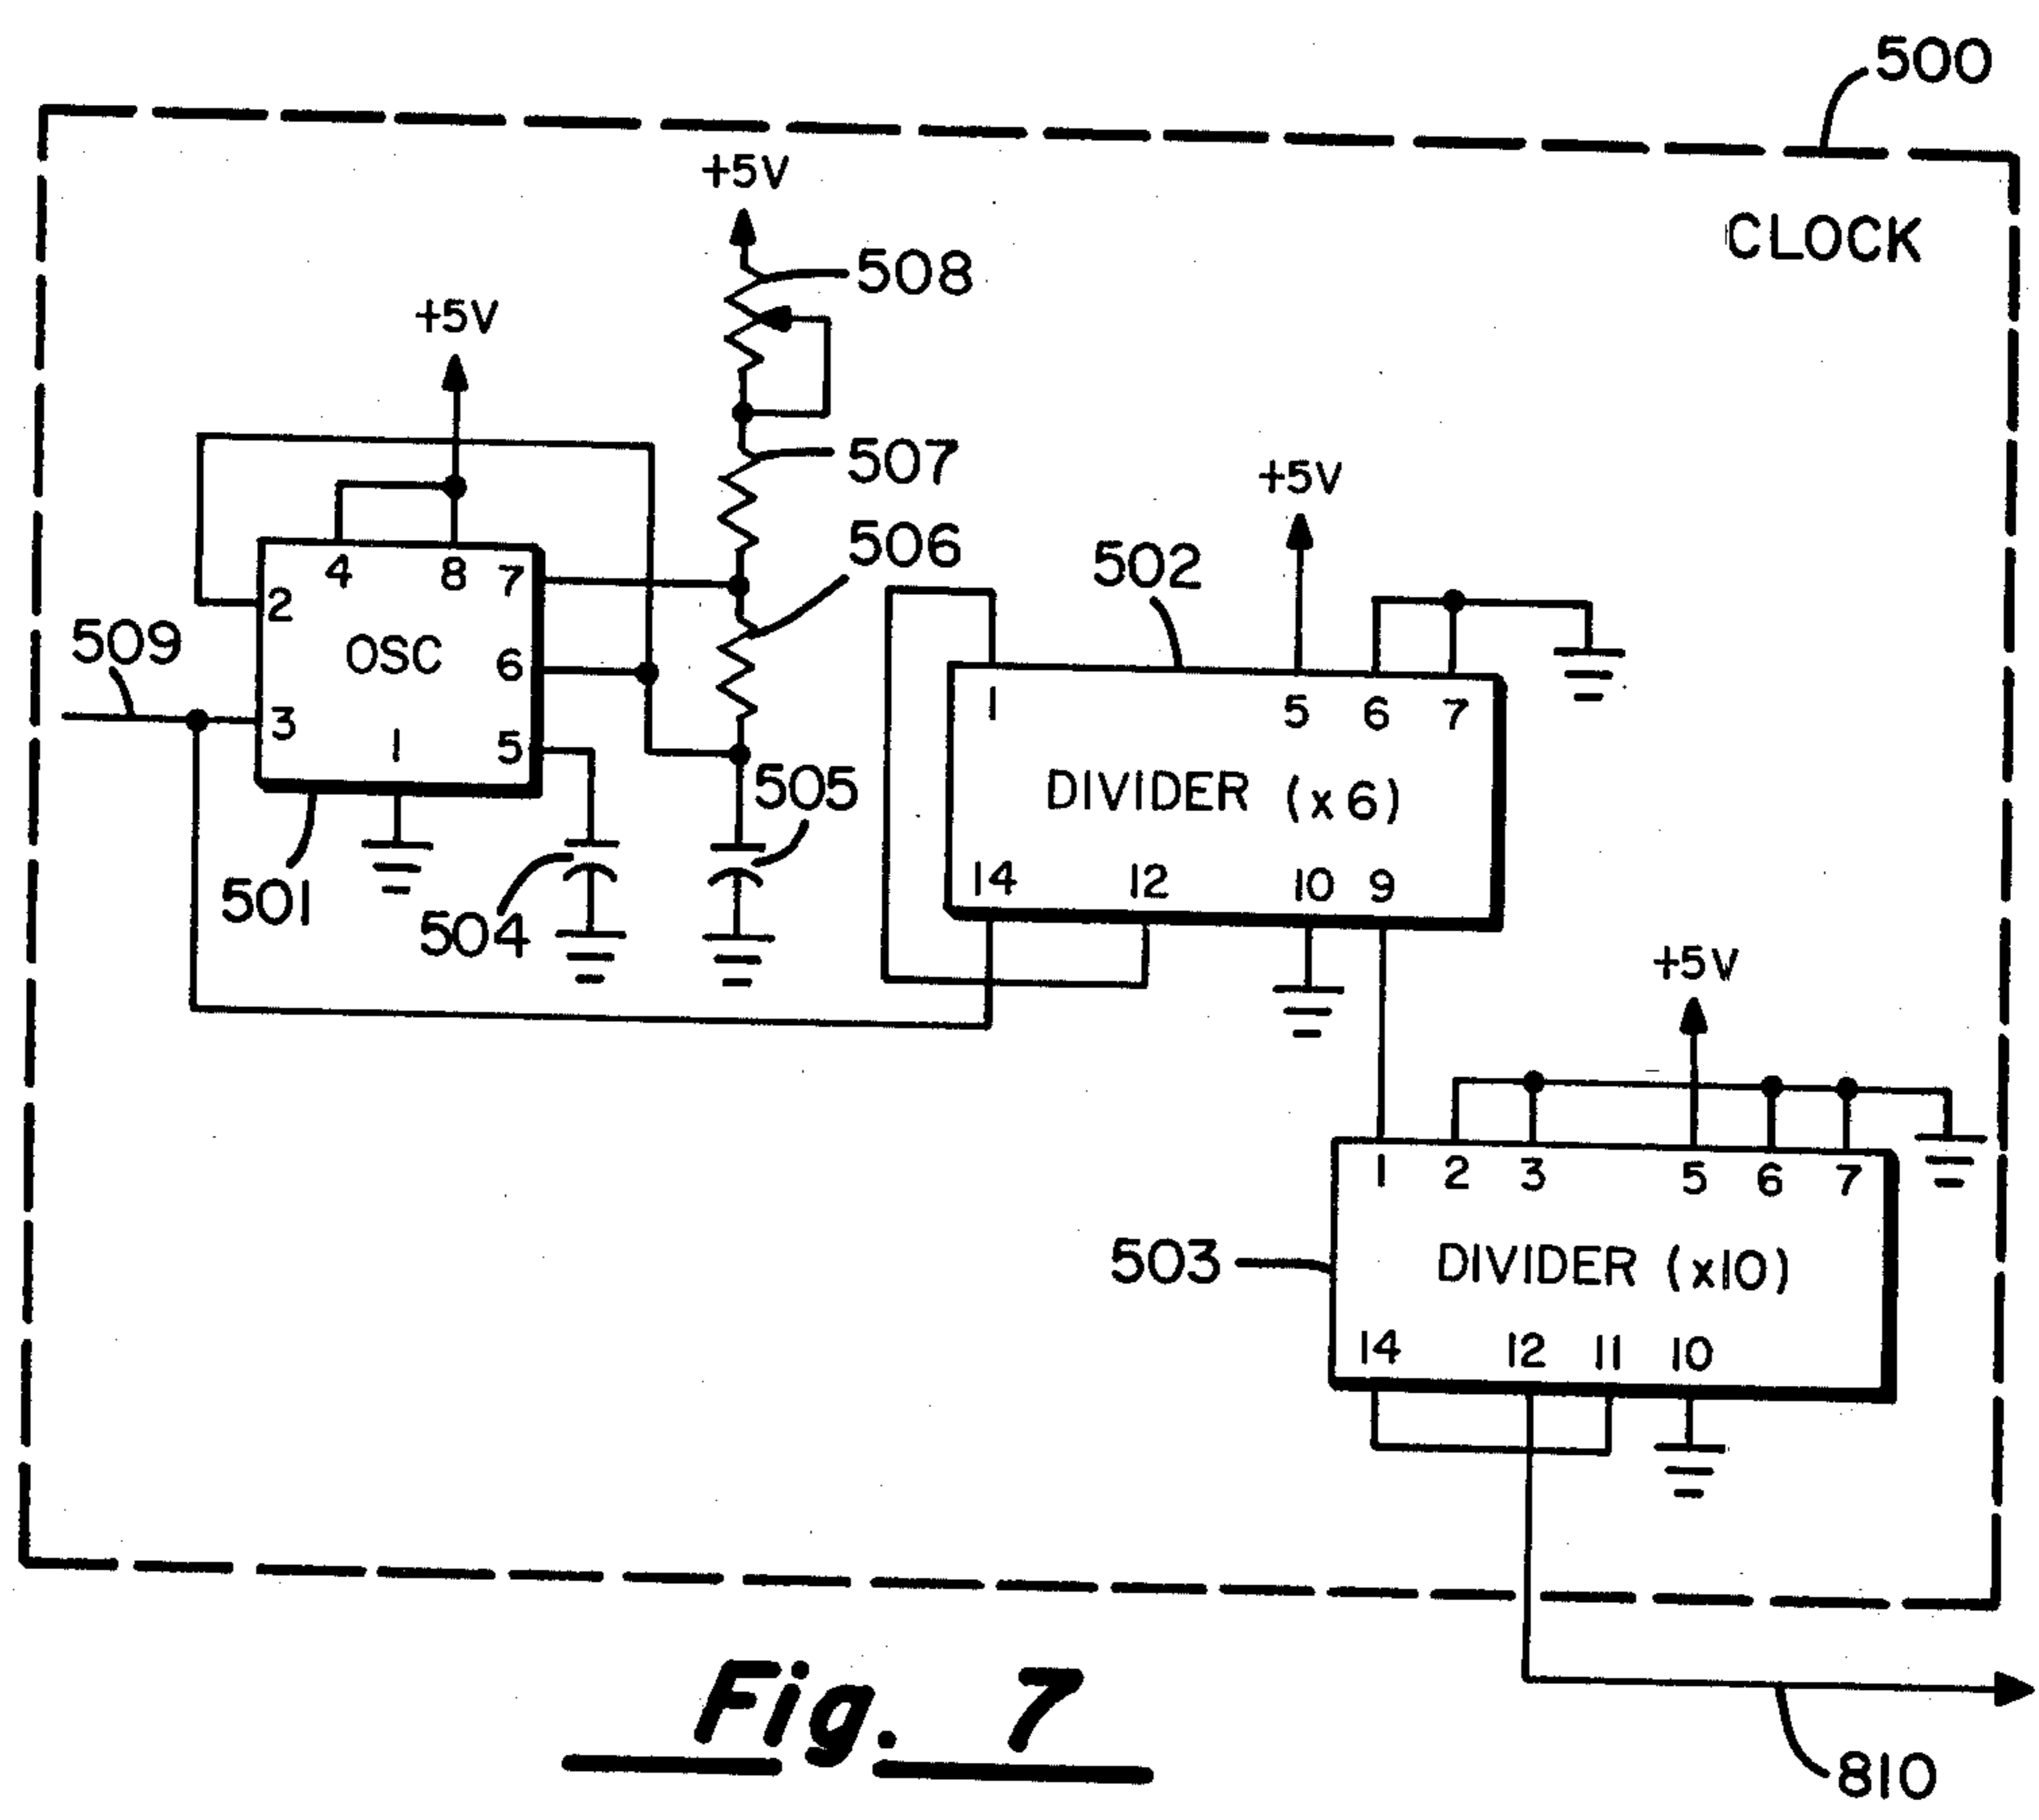 500
CLOCK
+5V
508
+5V
507
506
+5V
502
4 8 7
2
OSC
6
509
3
1
5
501
504
505
1 5 6 7
DIVIDER (x6)
14 12 10 9
+5V
1 2 3 5 6 7
503
DIVIDER (x10)
14 12 11 10
810
Fig. 7